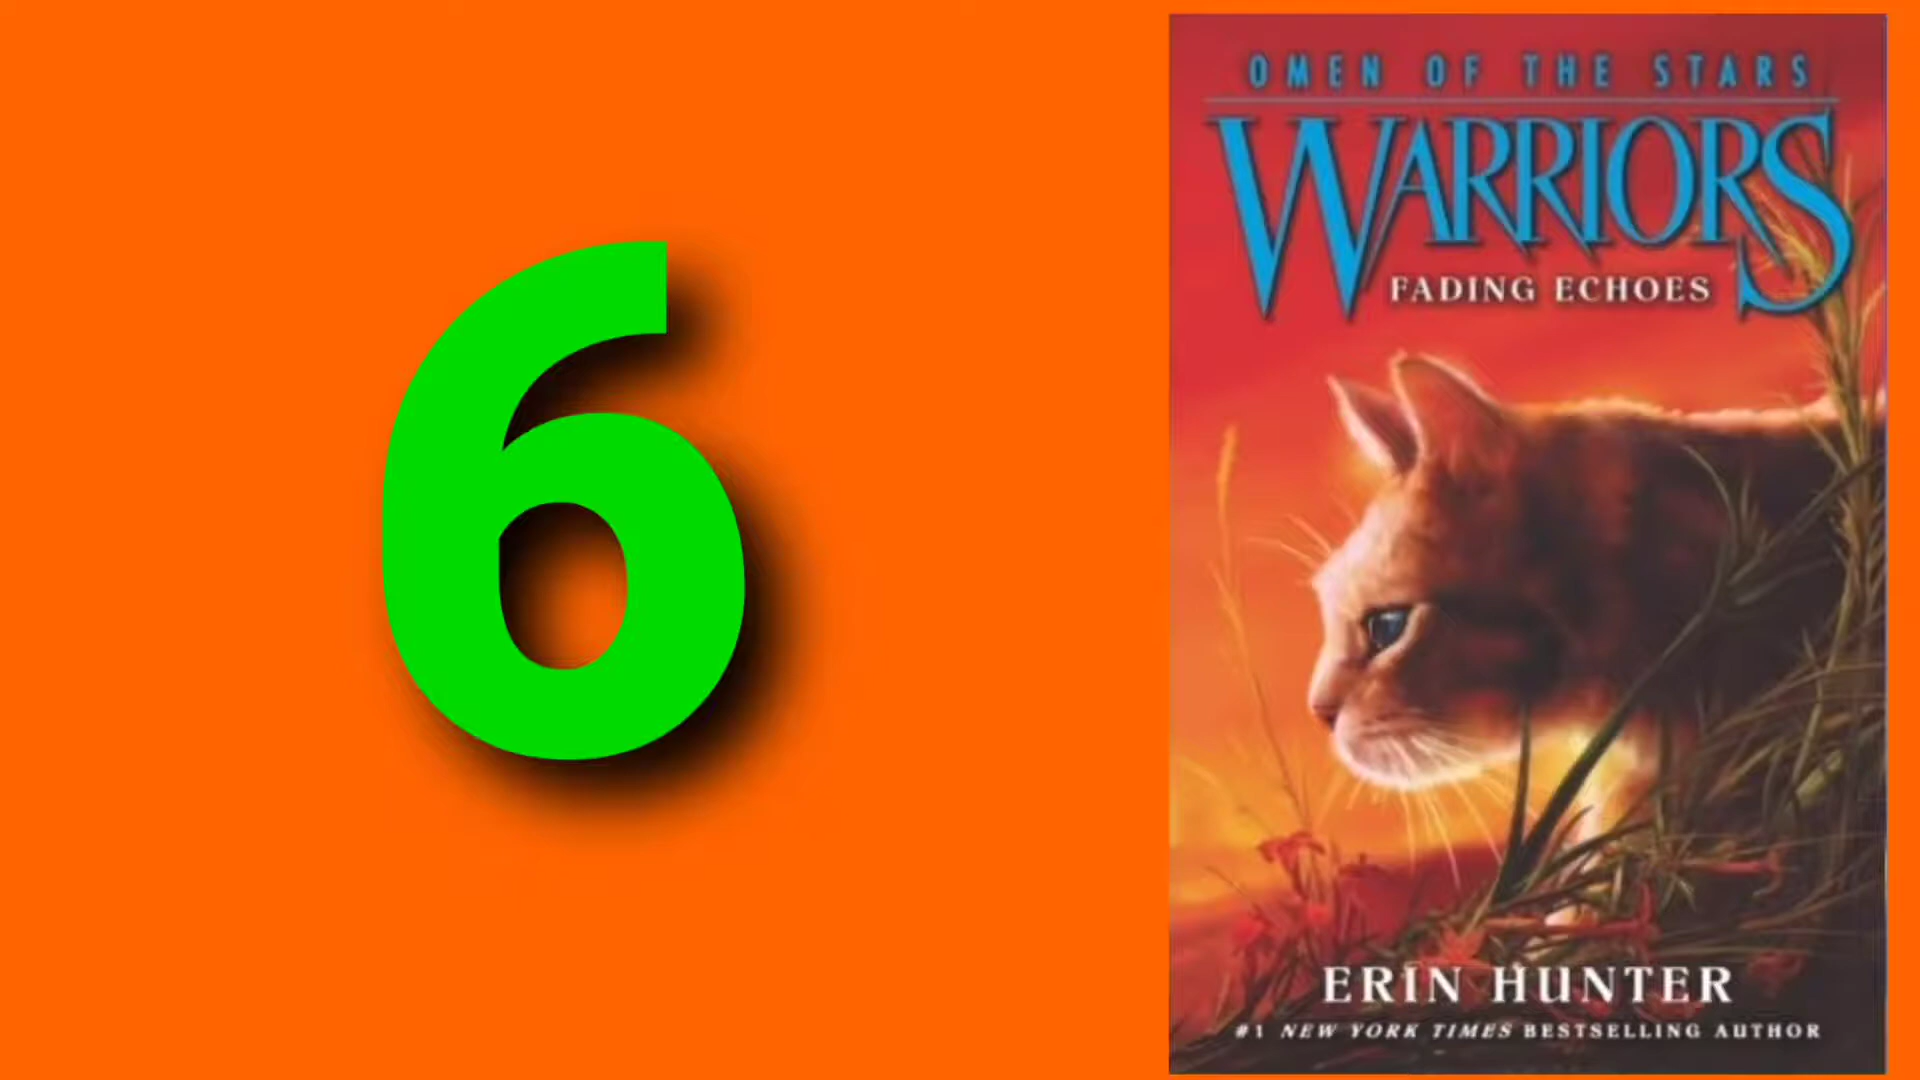 6
OMEN OF THE STARS
WARRIORS
FADING ECHOES
ERIN HUNTER
#1 NEW YORK TIMES BESTSELLING AUTHOR